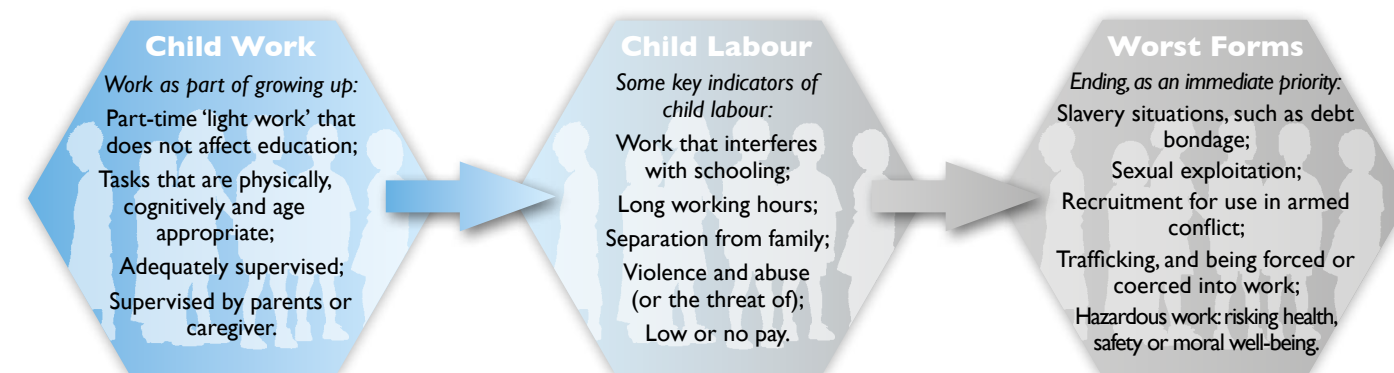 Child Work
Work as part of growing up:
Part-time ‘light work’ that
does not affect education;
Tasks that are physically,
cognitively and age
appropriate;
Adequately supervised;
Supervised by parents or
caregiver.
Child Labour
Some key indicators of
child labour:
Work that interferes
with schooling;
Long working hours;
Separation from family;
Violence and abuse
(or the threat of);
Low or no pay.
Worst Forms
Ending, as an immediate priority:
Slavery situations, such as debt
bondage;
Sexual exploitation;
Recruitment for use in armed
conflict;
Trafficking, and being forced or
coerced into work;
Hazardous work: risking health,
safety or moral well-being.